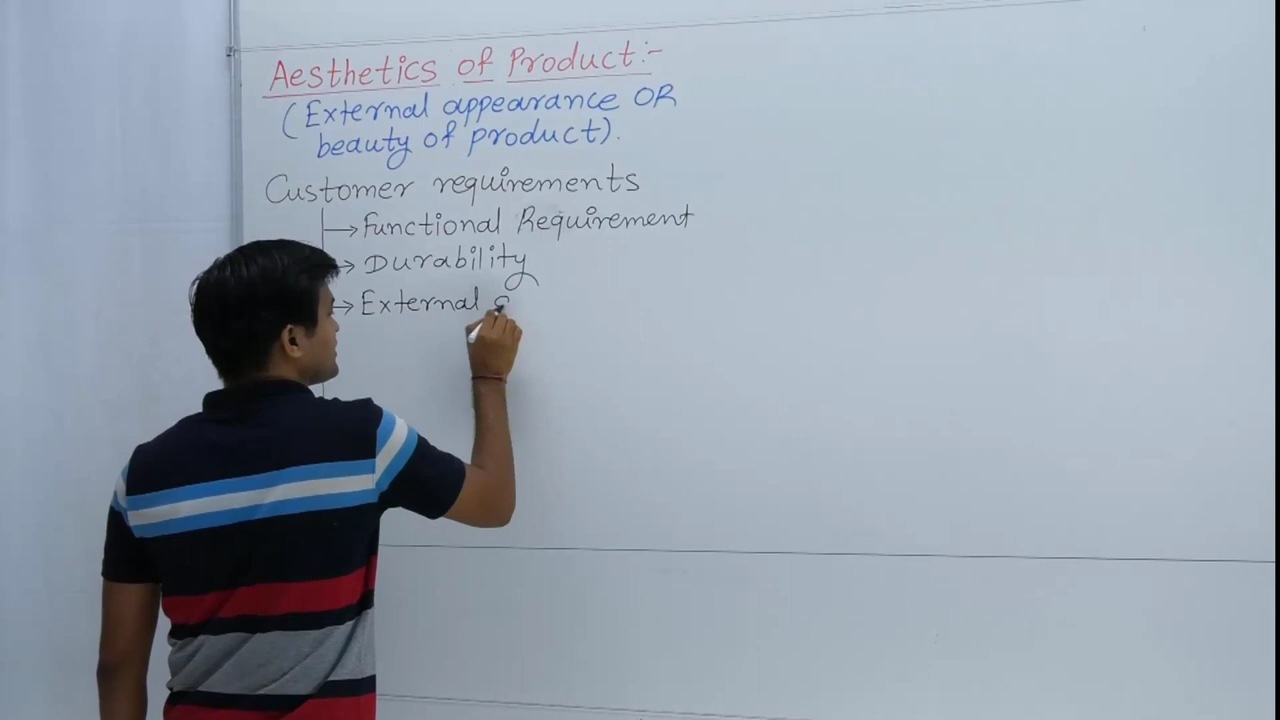 Aesthetics of Product:-
(External appearance OR
beauty of product).
Customer requirements
→ Functional Requirement
→ Durability
→ External